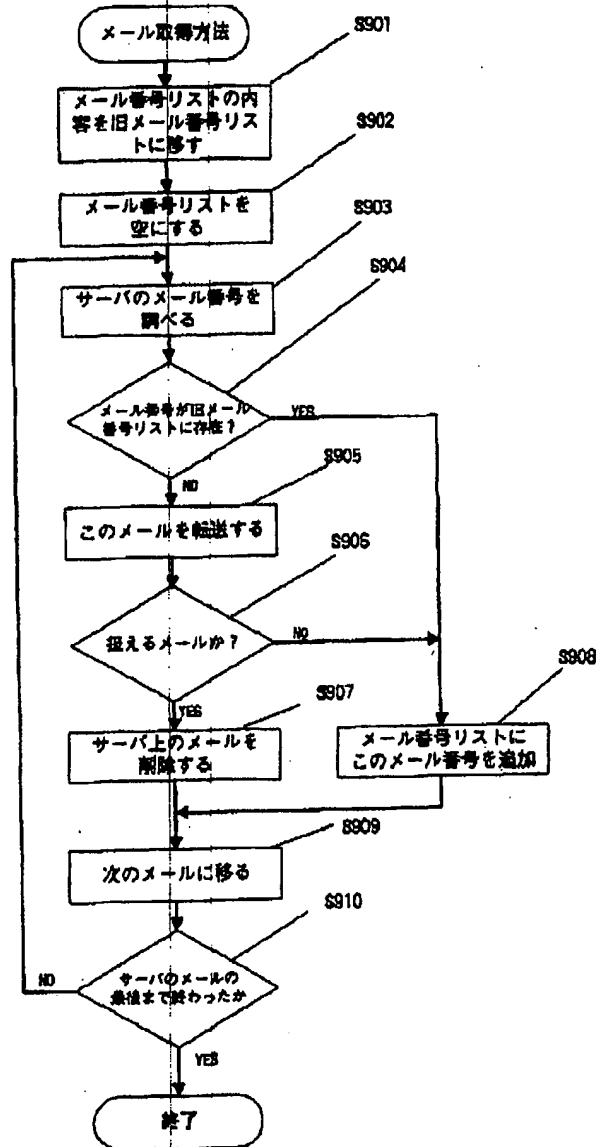 メール取得方法
S901
メール番号リストの内
容を旧メール番号リス
トに移す
S902
メール番号リストを
空にする
S903
サーバのメール番号を
調べる
S904
メール番号が旧メール
番号リストに存在?
YES
NO
S905
このメールを転送する
S906
扱えるメールか?
NO
YES
S907
サーバ上のメールを
削除する
S908
メール番号リストに
このメール番号を追加
S909
次のメールに移る
S910
サーバのメールの
最後まで終わったか
NO
YES
終了